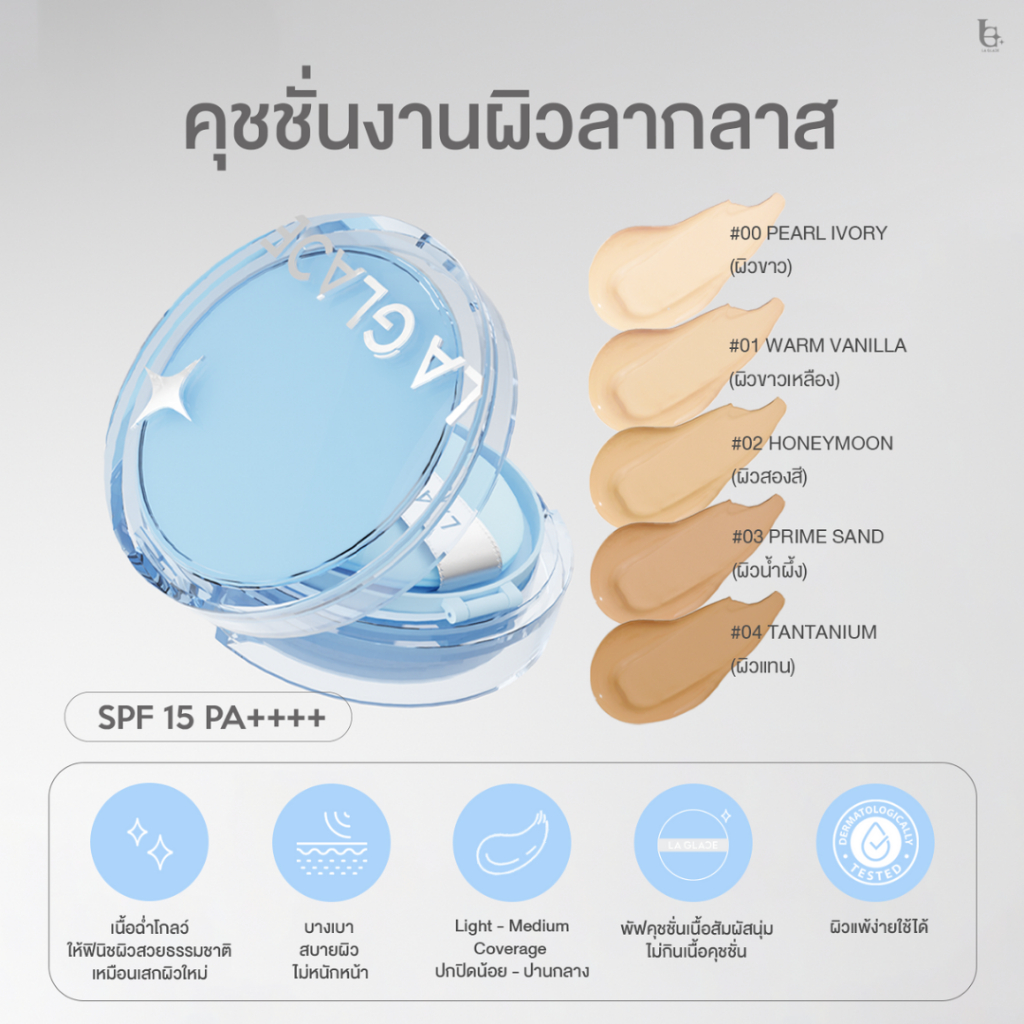 คุชชั่นงานผิวลากลาส
LA GLACE
#00 PEARL IVORY
(ผิวขาว)
#01 WARM VANILLA
(ผิวขาวเหลือง)
#02 HONEYMOON
(ผิวสองสี)
#03 PRIME SAND
(ผิวน้ำผึ้ง)
#04 TANTANIUM
(ผิวแทน)
SPF 15 PA++++
เนื้อฉ่ำโกลว์
ให้ฟินิชผิวสวยธรรมชาติ
เหมือนเสกผิวใหม่
บางเบา
สบายผิว
ไม่หนักหน้า
Light - Medium
Coverage
ปกปิดน้อย - ปานกลาง
LA GLACE
พัฟคุชชั่นเนื้อสัมผัสนุ่ม
ไม่กินเนื้อคุชชั่น
DERMATOLOGICALLY
TESTED
ผิวแพ้ง่ายใช้ได้